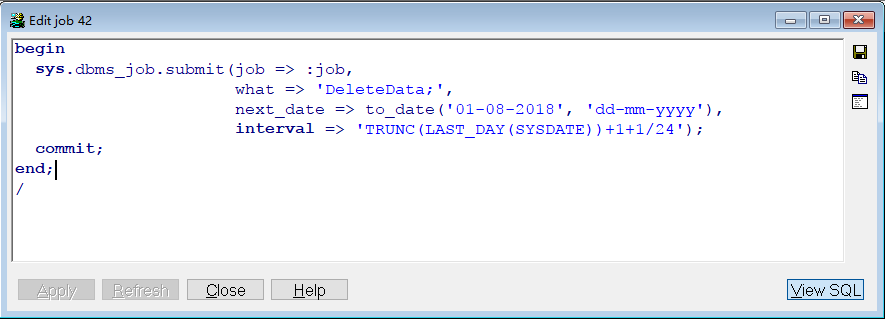 Edit job 42
begin
  sys.dbms_job.submit(job => :job,
                      what => 'DeleteData;',
                      next_date => to_date('01-08-2018', 'dd-mm-yyyy'),
                      interval => 'TRUNC(LAST_DAY(SYSDATE))+1+1/24');
  commit;
end;
/
Apply Refresh Close Help View SQL